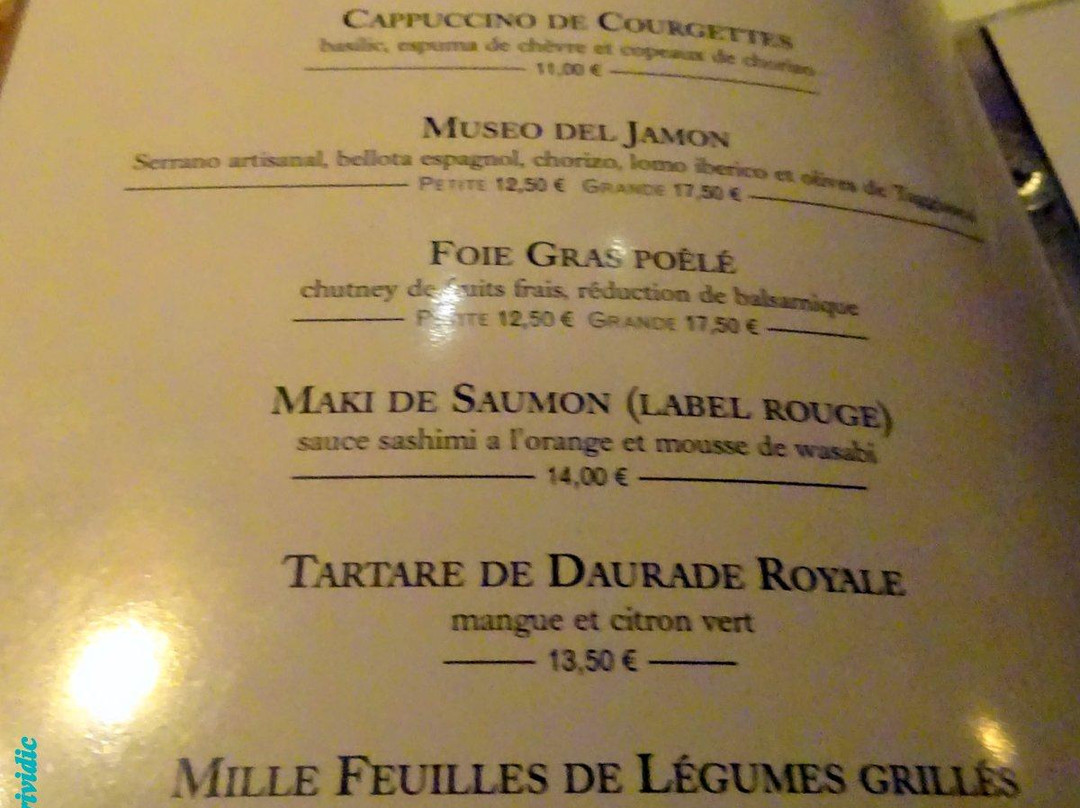 CAPPUCCINO DE COURGETTES
basilic, espuma de chèvre et copeaux de chorizo
11,00 €
MUSEO DEL JAMON
Serrano artisanal, bellota espagnol, chorizo, lomo iberico et olives de
PETITE 12,50 € GRANDE 17,50 €
FOIE GRAS POÊLÉ
chutney de fruits frais, réduction de balsamique
PETITE 12,50 € GRANDE 17,50 €
MAKI DE SAUMON (LABEL ROUGE)
sauce sashimi a l'orange et mousse de wasabi
14,00 €
TARTARE DE DAURADE ROYALE
mangue et citron vert
13,50 €
MILLE FEUILLES DE LÉGUMES GRILLÉS